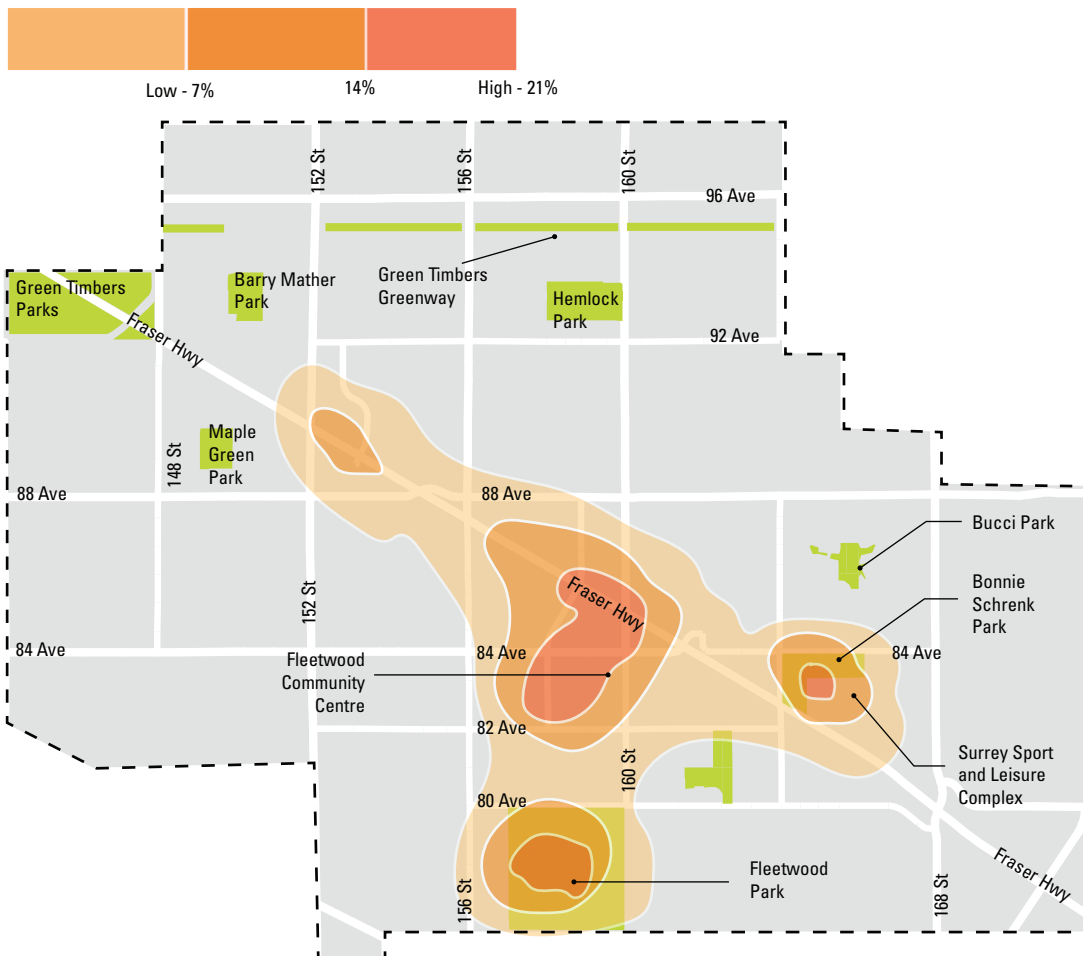 Low - 7%
14%
High - 21%
152 St
156 St
160 St
96 Ave
Green Timbers
Parks
Barry Mather
Park
Green Timbers
Greenway
Hemlock
Park
Fraser Hwy
92 Ave
148 St
Maple
Green
Park
88 Ave
88 Ave
Bucci Park
Bonnie
Schrenk
Park
152 St
Fraser Hwy
84 Ave
84 Ave
84 Ave
Fleetwood
Community
Centre
82 Ave
160 St
Surrey Sport
and Leisure
Complex
80 Ave
156 St
Fleetwood
Park
168 St
Fraser Hwy